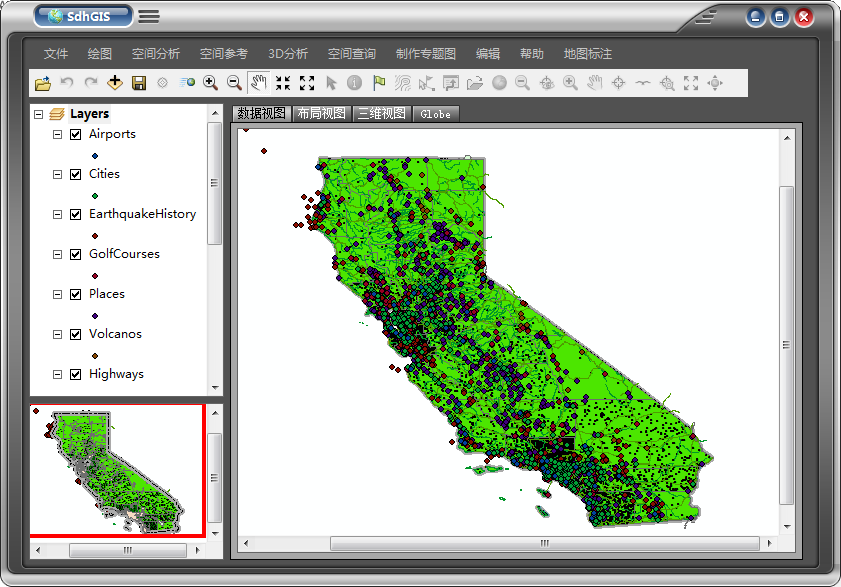 SdhGIS
文件 绘图 空间分析 空间参考 3D分析 空间查询 制作专题图 编辑 帮助 地图标注
Layers
Airports
Cities
EarthquakeHistory
GolfCourses
Places
Volcanos
Highways
数据视图 布局视图 三维视图 Globe